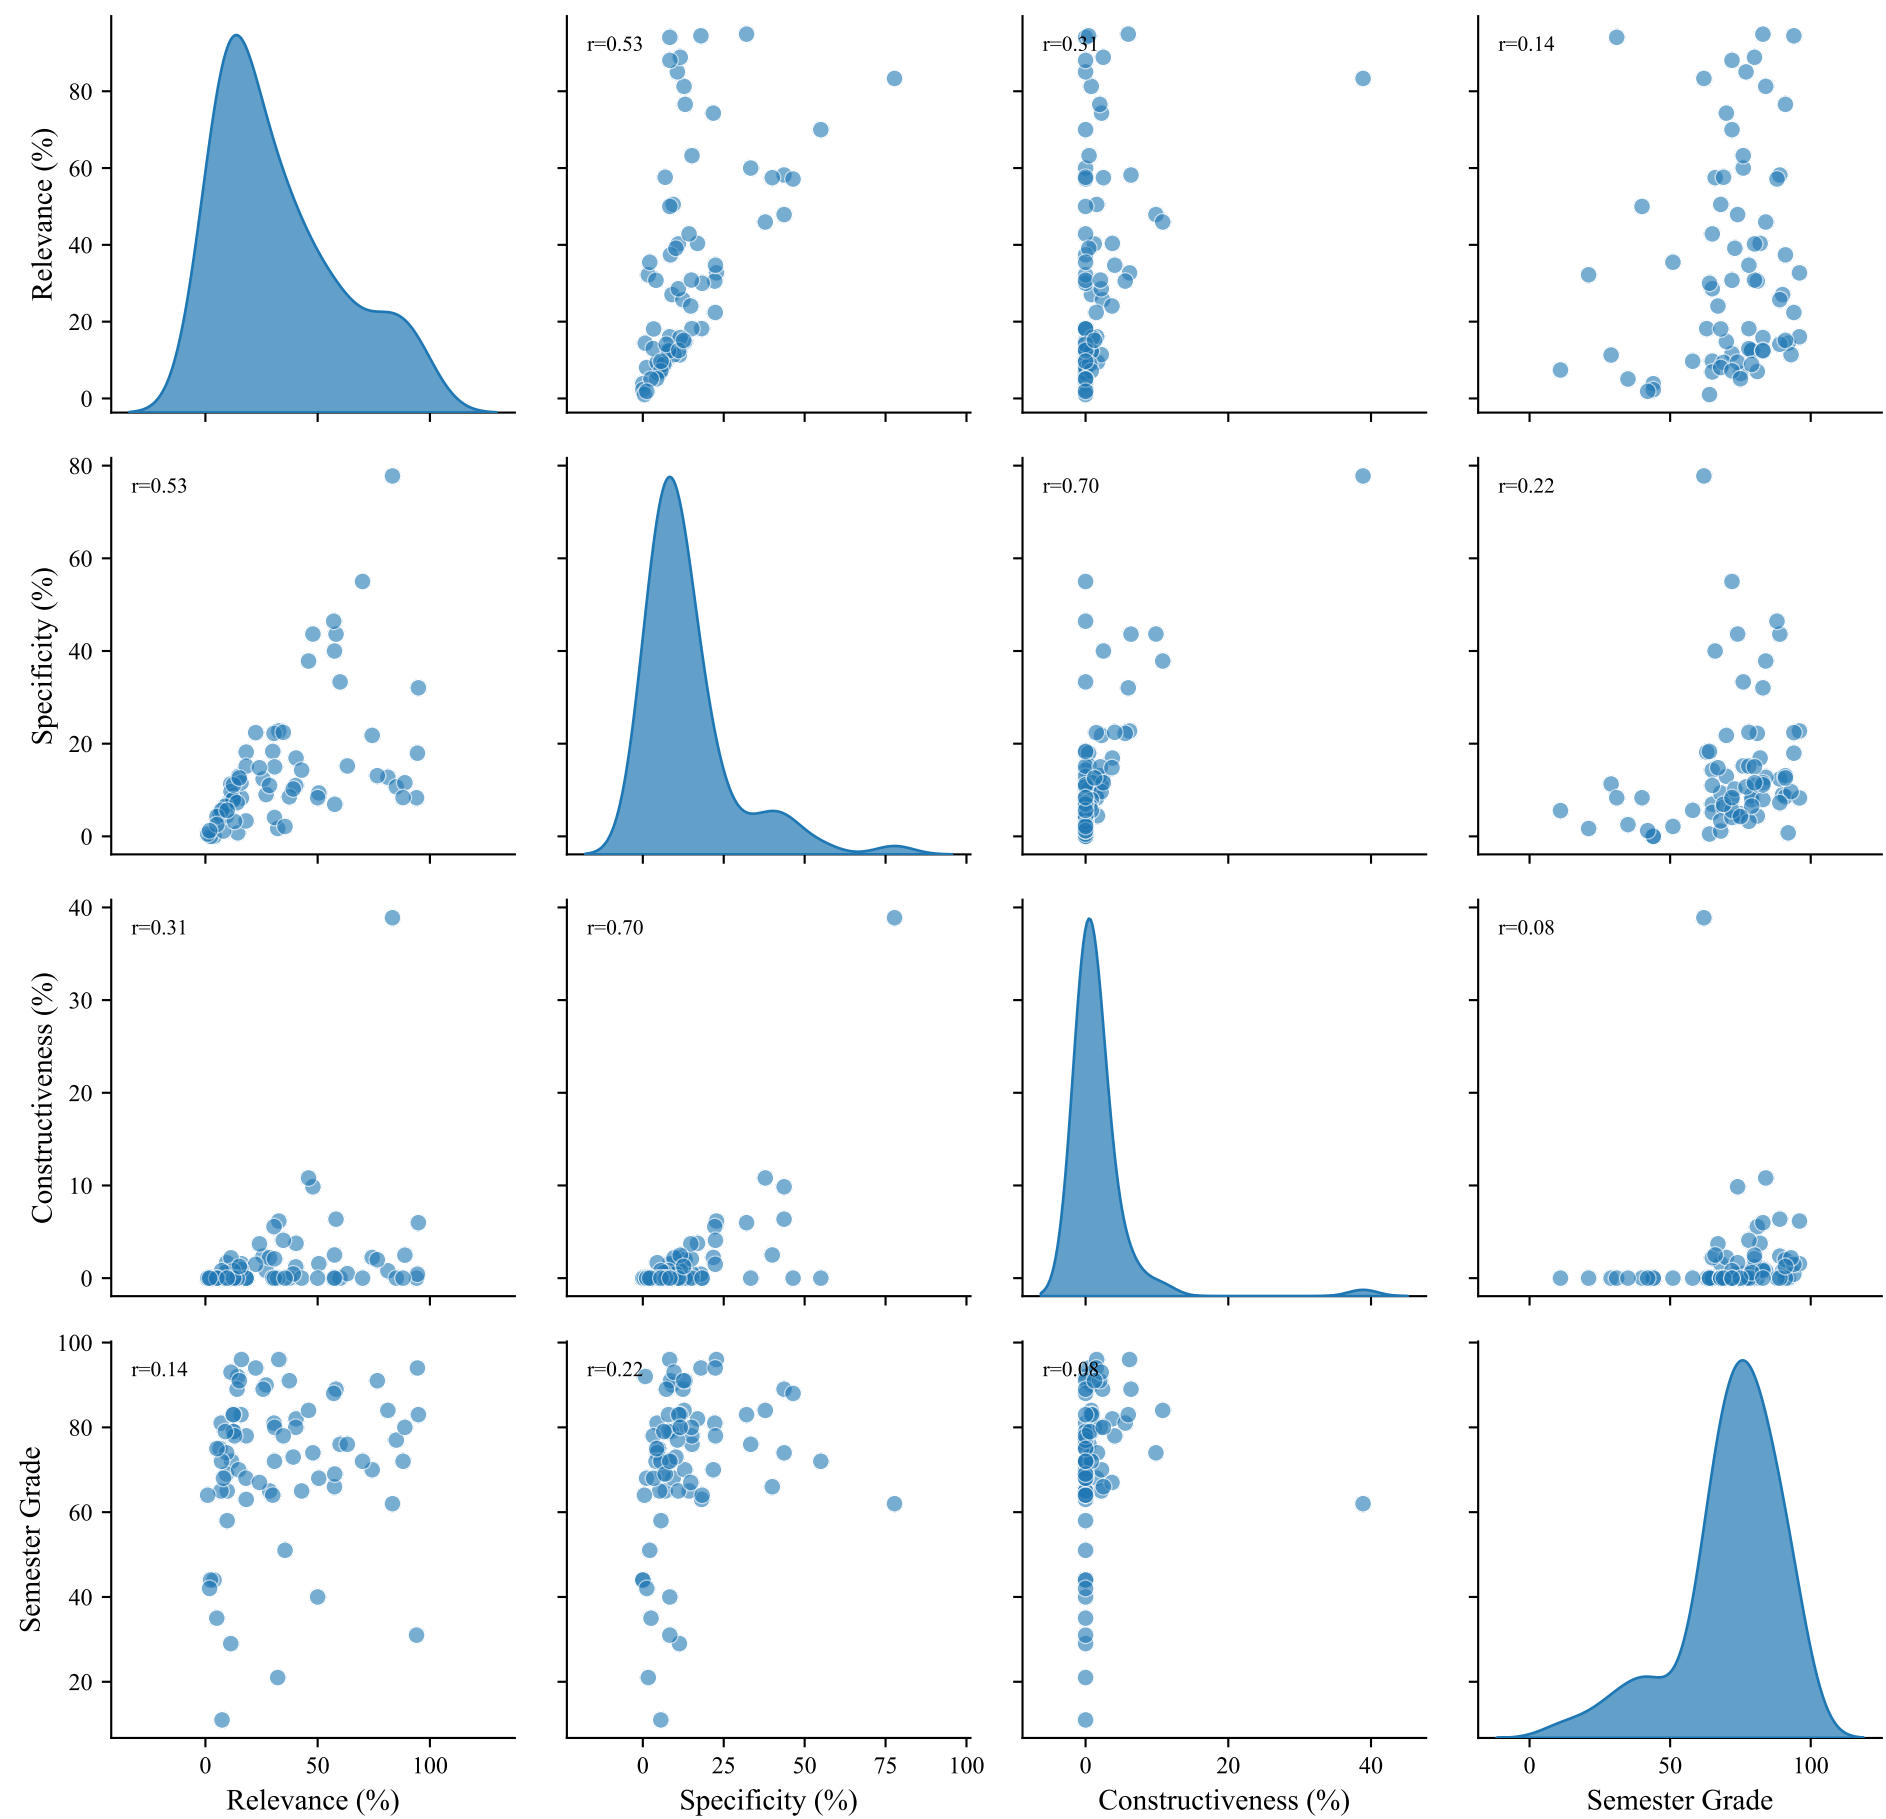 r=0.53
r=0.31
r=0.14
80
60
40
20
0
Relevance (%)
r=0.53
r=0.70
r=0.22
80
60
40
20
0
Specificity (%)
r=0.31
r=0.70
r=0.08
40
30
20
10
0
Constructiveness (%)
r=0.14
r=0.22
r=0.08
100
80
60
40
20
Semester Grade
0 50 100
0 25 50 75 100
0 20 40
0 50 100
Relevance (%)
Specificity (%)
Constructiveness (%)
Semester Grade